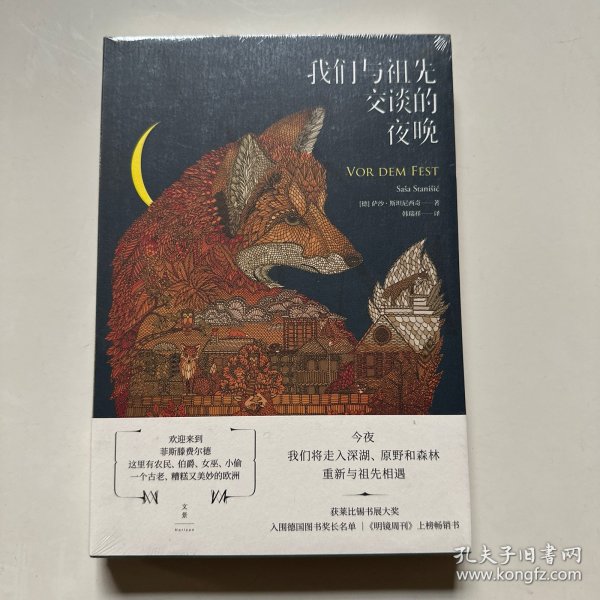 我们与祖先
交谈的
夜晚
VOR DEM FEST
Saša Stanišić
[德]萨沙·斯坦尼西奇——著
韩瑞祥——译
欢迎来到
菲斯滕费尔德
这里有农民、伯爵、女巫、小偷
一个古老、糟糕又美妙的欧洲
文景
Horizon
今夜
我们将走入深湖、原野和森林
重新与祖先相遇
获莱比锡书展大奖
入围德国图书奖长名单 | 《明镜周刊》上榜畅销书
孔夫子旧书网
www.kongfz.com